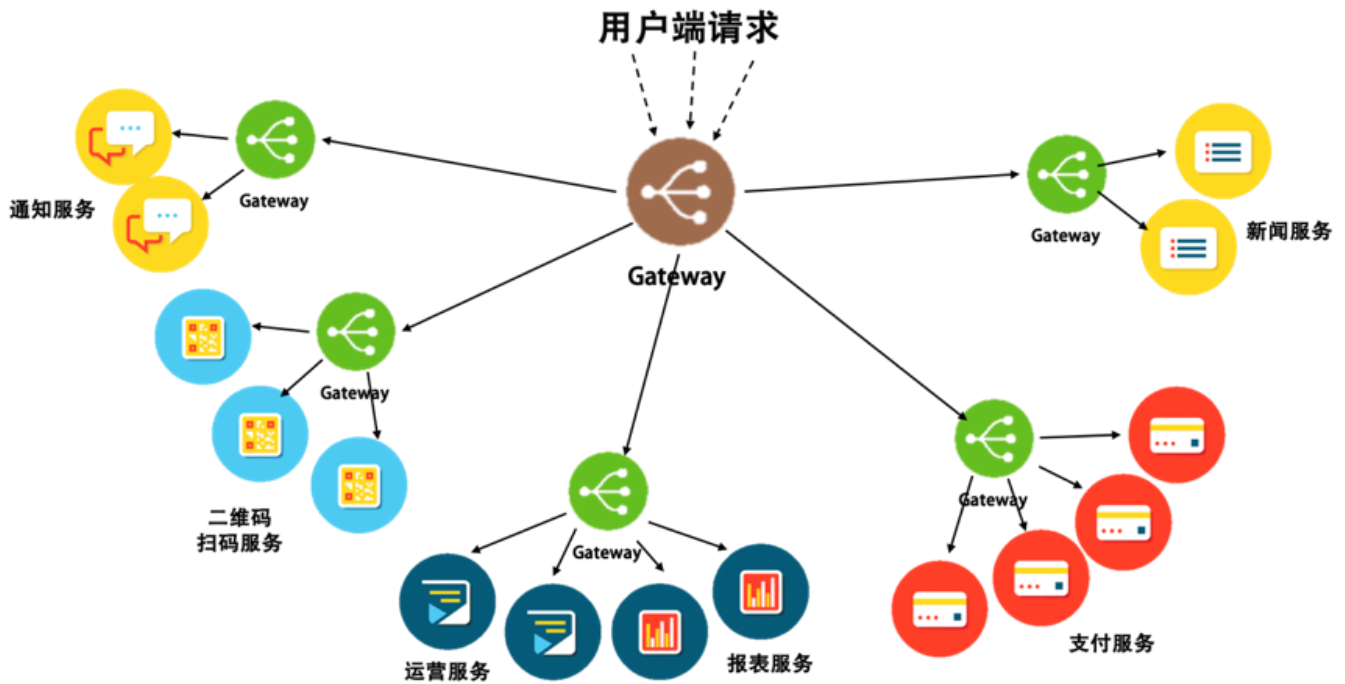 用户端请求
Gateway
Gateway
通知服务
Gateway
新闻服务
Gateway
二维码
扫码服务
Gateway
运营服务
报表服务
Gateway
支付服务